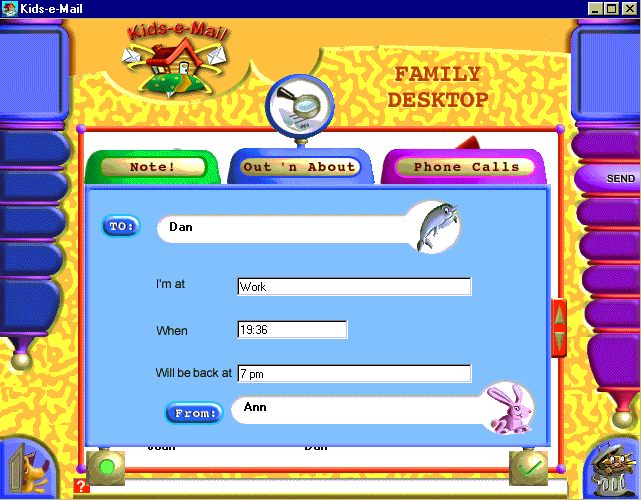 Kids-e-Mail
Kids-e-Mail
FAMILY
DESKTOP
Note!
Out 'n About
Phone Calls
SEND
TO:
Dan
I'm at
Work
When
19:36
Will be back at
7 pm
From:
Ann
Dan
?